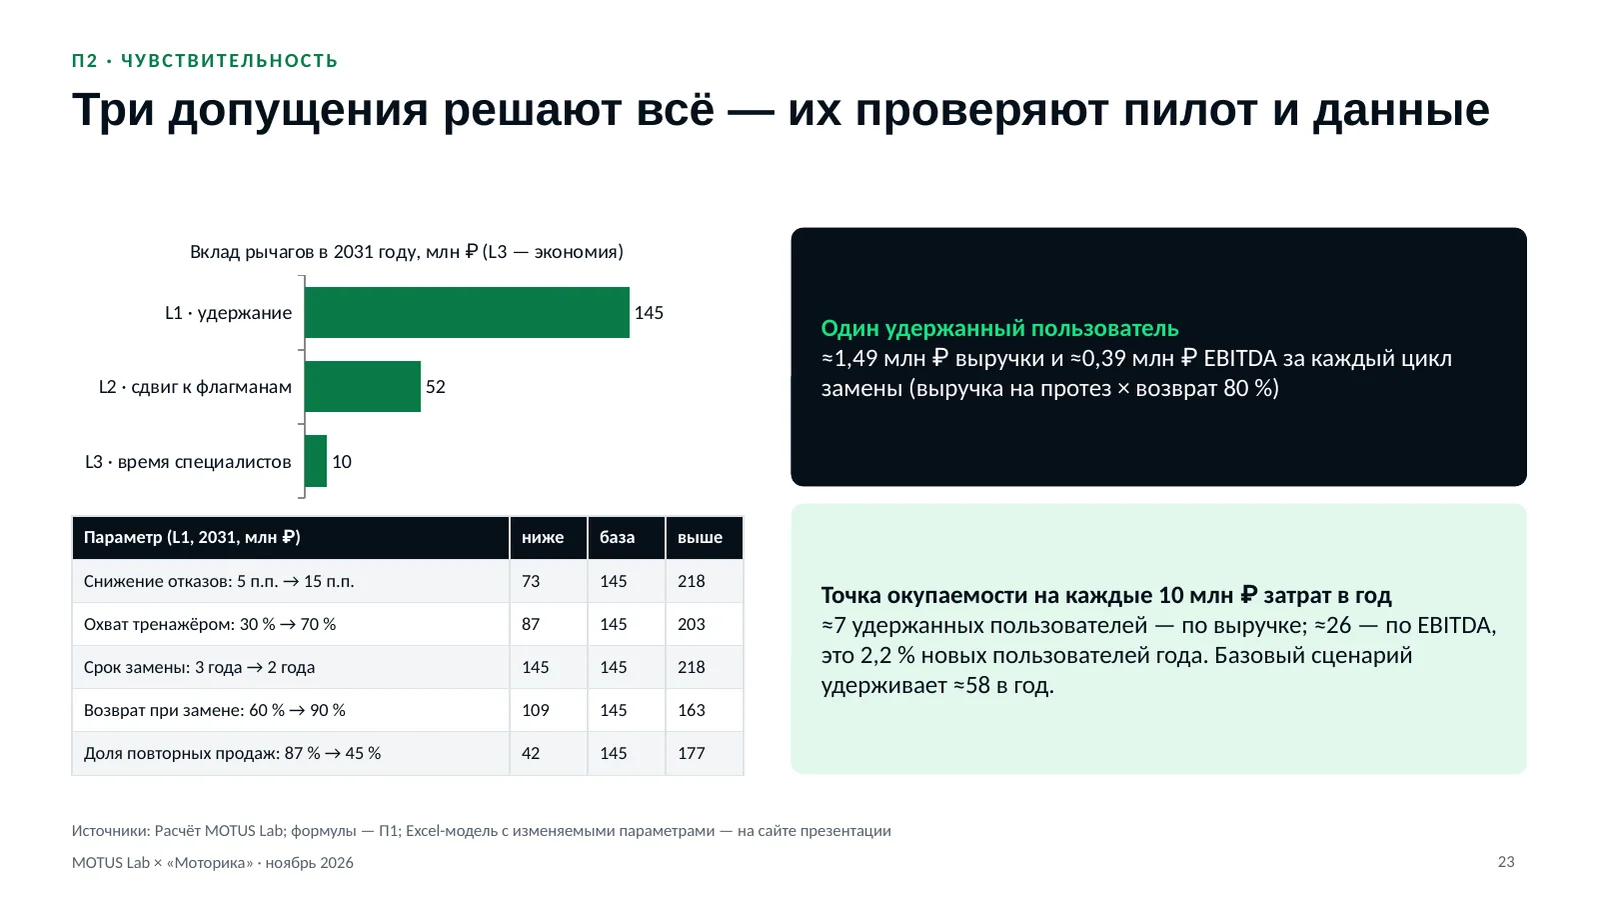 П2 · ЧУВСТВИТЕЛЬНОСТЬ
Три допущения решают всё — их проверяют пилот и данные
Вклад рычагов в 2031 году, млн ₽ (L3 — экономия)
L1 · удержание 145
L2 · сдвиг к флагманам 52
L3 · время специалистов 10
Параметр (L1, 2031, млн ₽) ниже база выше
Снижение отказов: 5 п.п. → 15 п.п. 73 145 218
Охват тренажёром: 30 % → 70 % 87 145 203
Срок замены: 3 года → 2 года 145 145 218
Возврат при замене: 60 % → 90 % 109 145 163
Доля повторных продаж: 87 % → 45 % 42 145 177
Один удержанный пользователь
≈1,49 млн ₽ выручки и ≈0,39 млн ₽ EBITDA за каждый цикл
замены (выручка на протез × возврат 80 %)
Точка окупаемости на каждые 10 млн ₽ затрат в год
≈7 удержанных пользователей — по выручке; ≈26 — по EBITDA,
это 2,2 % новых пользователей года. Базовый сценарий
удерживает ≈58 в год.
Источники: Расчёт MOTUS Lab; формулы — П1; Excel-модель с изменяемыми параметрами — на сайте презентации
MOTUS Lab × «Моторика» · ноябрь 2026
23